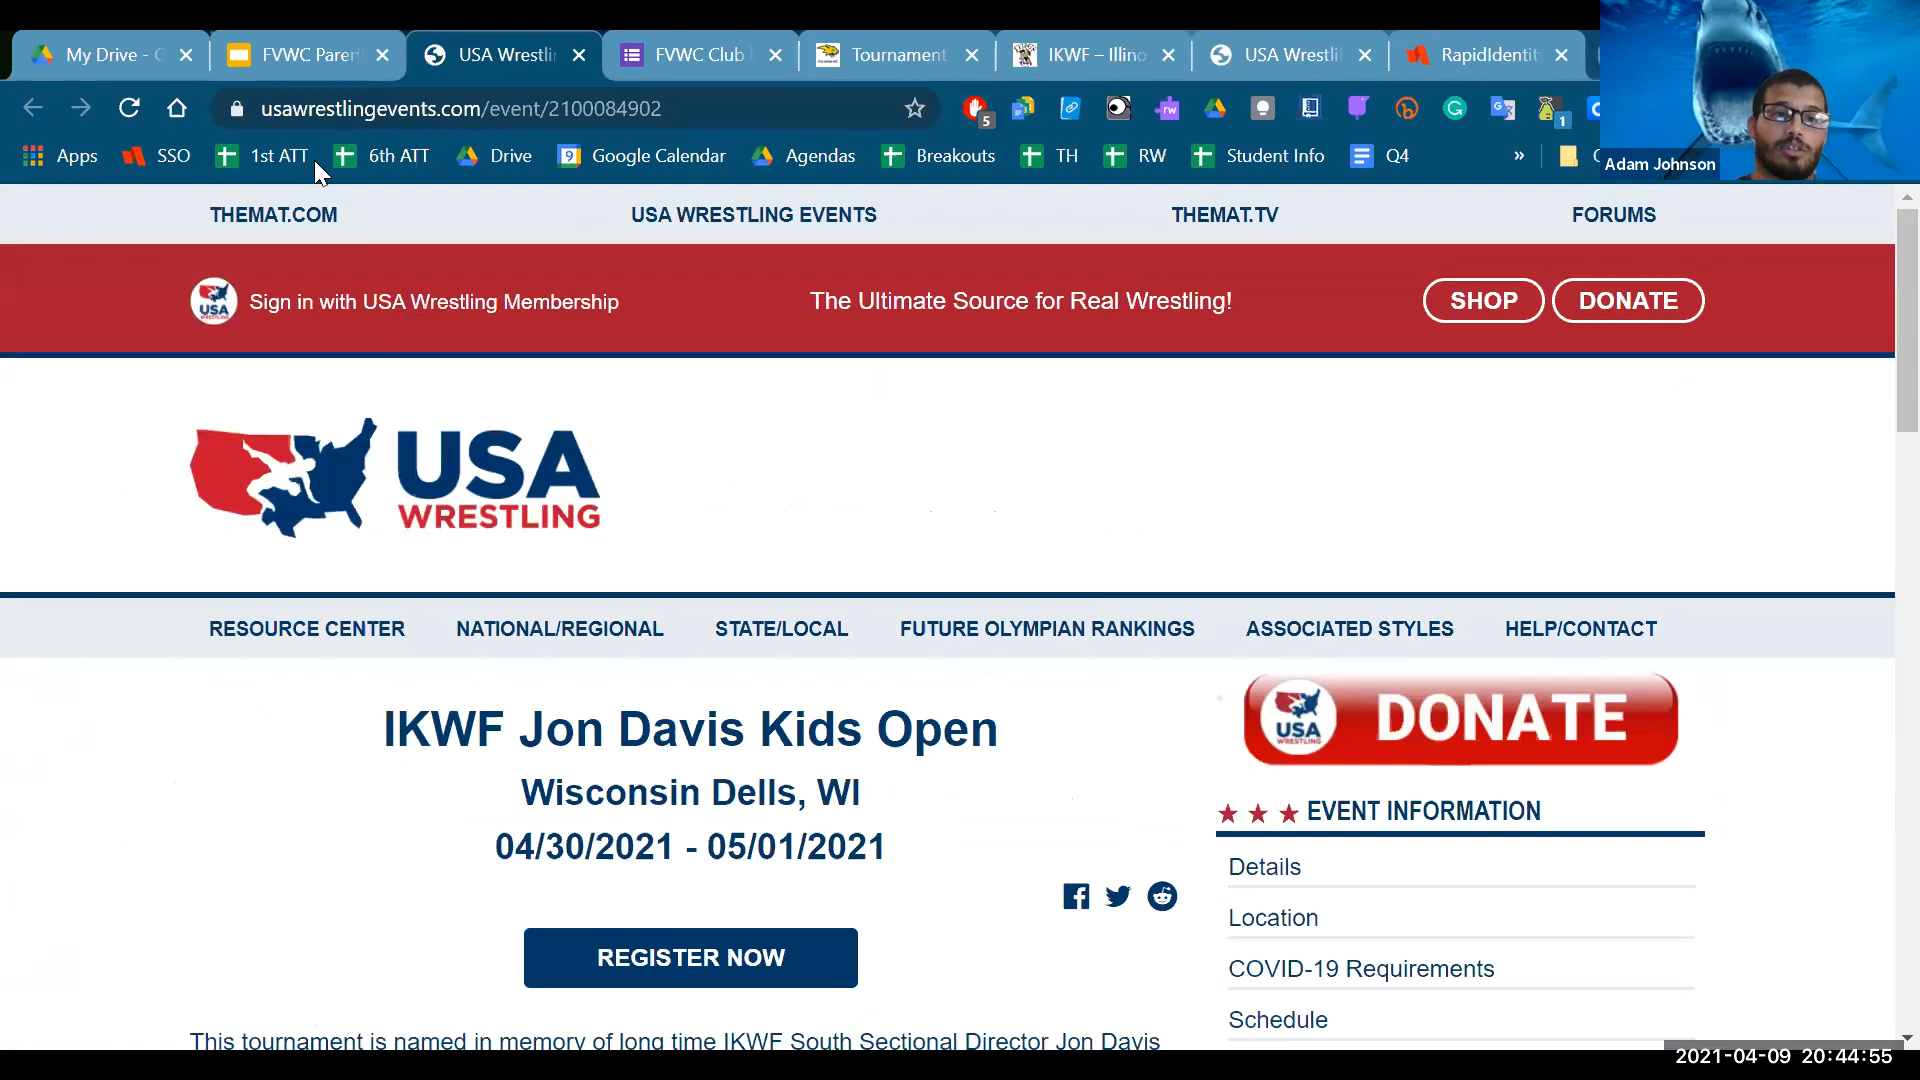 My Drive - G
FVWC Paren
USA Wrestlin
FVWC Club
Tournament
IKWF – Illino
USA Wrestli
RapidIdentit
usawrestlingevents.com/event/2100084902
5
1
Apps
SSO
1st ATT
6th ATT
Drive
9
Google Calendar
Agendas
Breakouts
TH
RW
Student Info
Q4
»
Adam Johnson
THEMAT.COM
USA WRESTLING EVENTS
THEMAT.TV
FORUMS
USA
Sign in with USA Wrestling Membership
The Ultimate Source for Real Wrestling!
SHOP
DONATE
USA
WRESTLING
RESOURCE CENTER
NATIONAL/REGIONAL
STATE/LOCAL
FUTURE OLYMPIAN RANKINGS
ASSOCIATED STYLES
HELP/CONTACT
IKWF Jon Davis Kids Open
Wisconsin Dells, WI
04/30/2021 - 05/01/2021
REGISTER NOW
This tournament is named in memory of long time IKWF South Sectional Director Jon Davis
USA
WRESTLING
DONATE
EVENT INFORMATION
Details
Location
COVID-19 Requirements
Schedule
2021-04-09 20:44:55